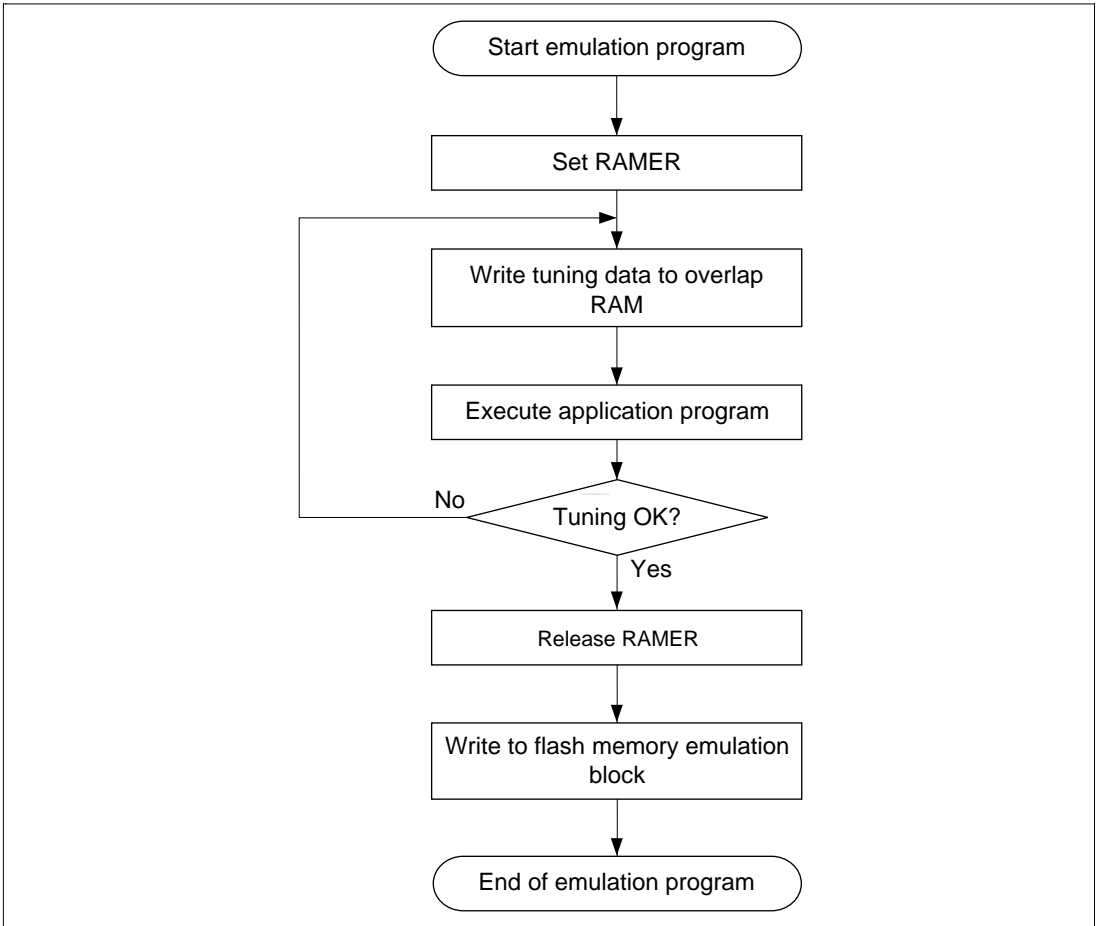 Start emulation program
Set RAMER
Write tuning data to overlap
RAM
Execute application program
No
Tuning OK?
Yes
Release RAMER
Write to flash memory emulation
block
End of emulation program